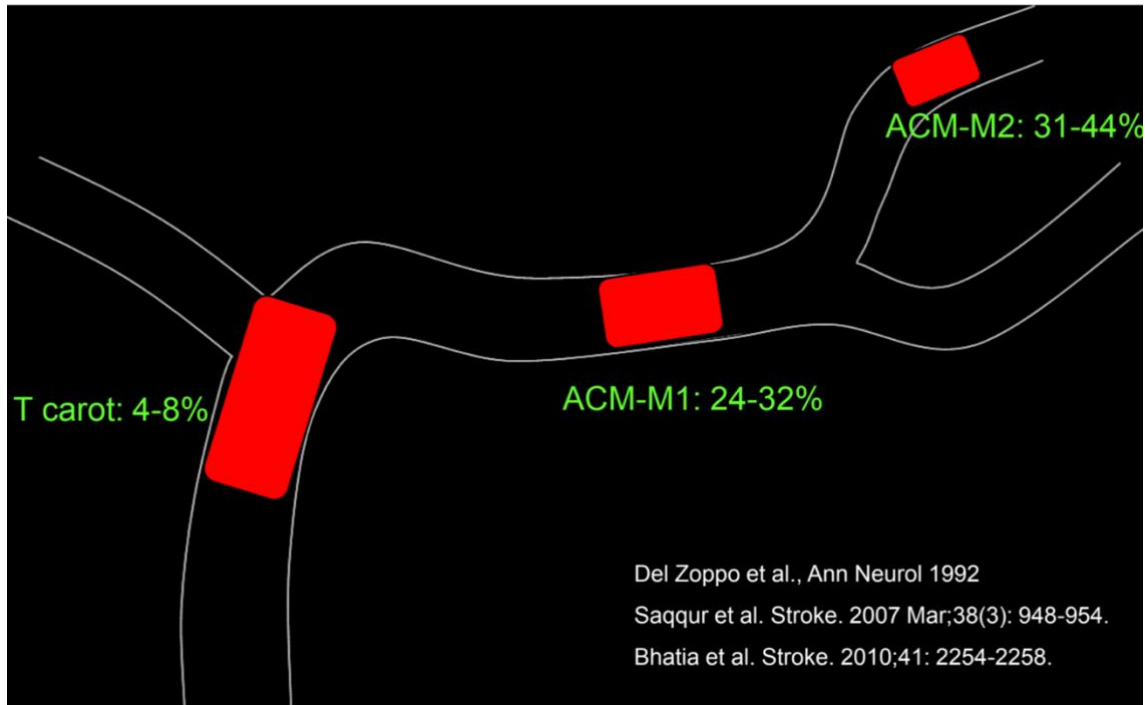 ACM-M2: 31-44%
T carot: 4-8%
ACM-M1: 24-32%
Del Zoppo et al., Ann Neurol 1992
Saqqur et al. Stroke. 2007 Mar;38(3): 948-954.
Bhatia et al. Stroke. 2010;41: 2254-2258.